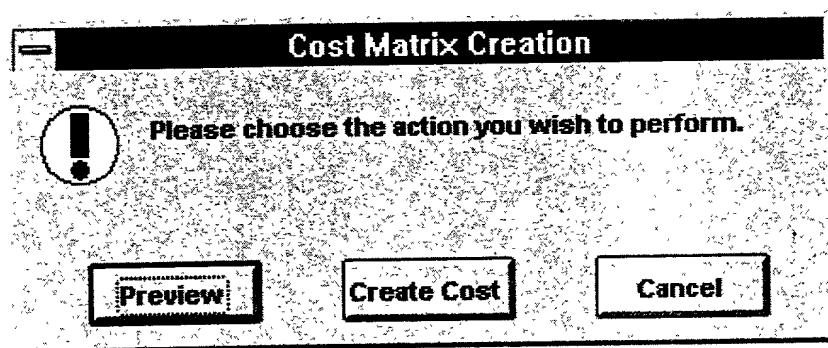 Cost Matrix Creation
Please choose the action you wish to perform.
Preview
Create Cost
Cancel